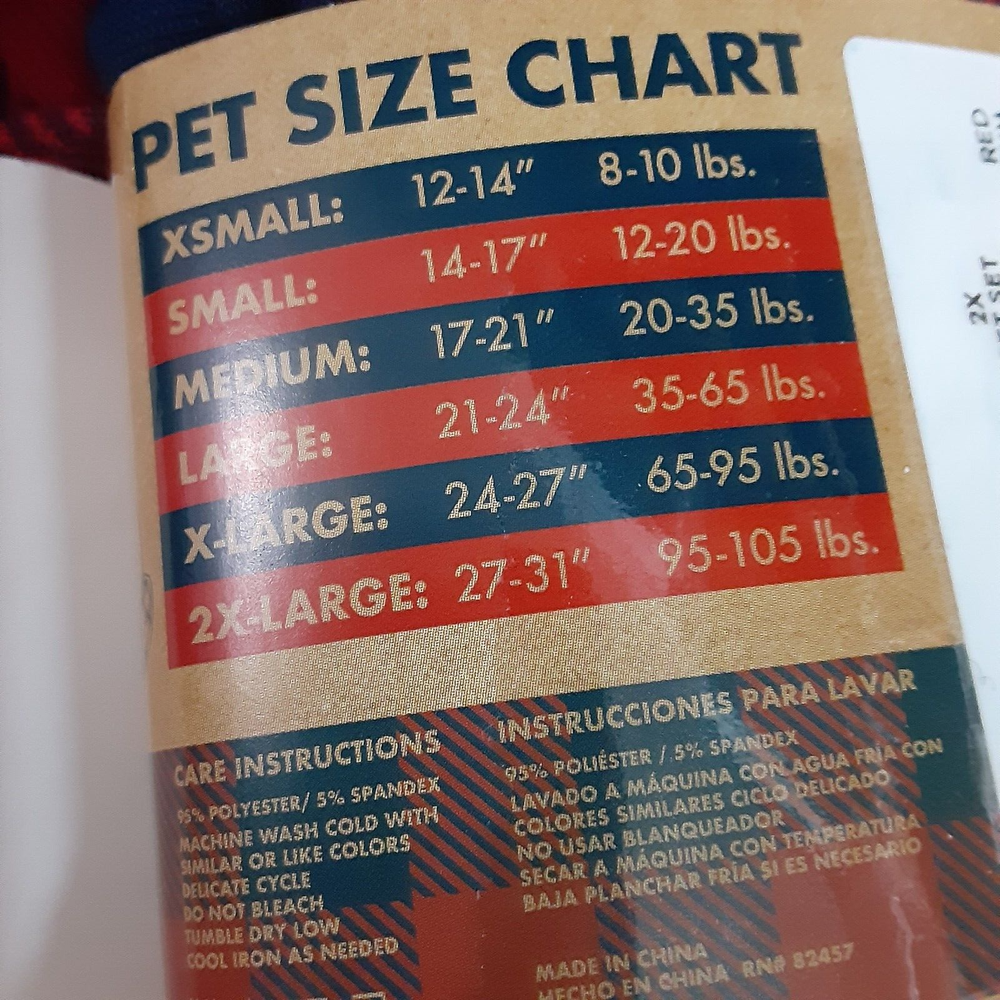 PET SIZE CHART
XSMALL: 12-14" 8-10 lbs.
SMALL: 14-17" 12-20 lbs.
MEDIUM: 17-21" 20-35 lbs.
LARGE: 21-24" 35-65 lbs.
X-LARGE: 24-27" 65-95 lbs.
2X-LARGE: 27-31" 95-105 lbs.
CARE INSTRUCTIONS
95% POLYESTER/ 5% SPANDEX
MACHINE WASH COLD WITH
SIMILAR OR LIKE COLORS
DELICATE CYCLE
DO NOT BLEACH
TUMBLE DRY LOW
COOL IRON AS NEEDED
INSTRUCCIONES PARA LAVAR
95% POLIÉSTER / 5% SPANDEX
LAVADO A MÁQUINA CON AGUA FRÍA CON
COLORES SIMILARES CICLO DELICADO
NO USAR BLANQUEADOR
SECAR A MÁQUINA CON TEMPERATURA
BAJA PLANCHAR FRÍA SI ES NECESARIO
MADE IN CHINA
HECHO EN CHINA RN# 82457
RED
2X
SET